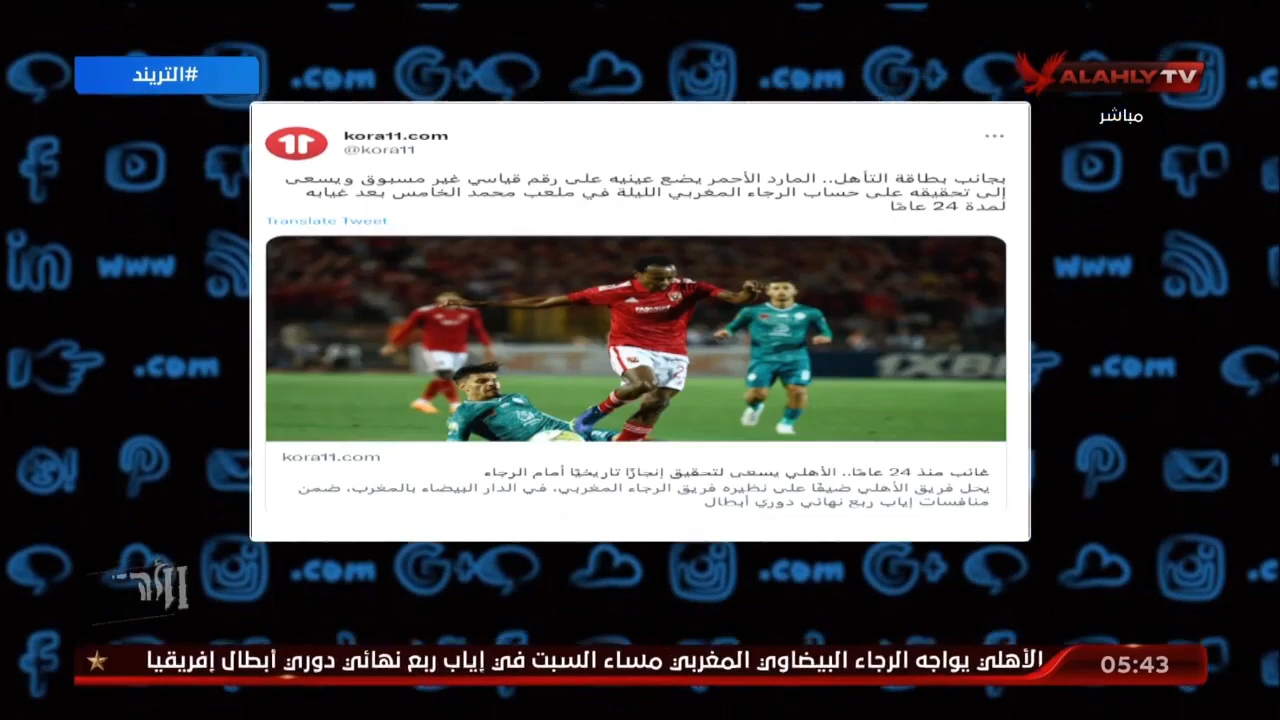 #التريند
ALAHLY TV
مباشر
kora11.com
@kora11
بجانب بطاقة التأهل.. المارد الأحمر يضع عينيه على رقم قياسي غير مسبوق ويسعى
إلى تحقيقه على حساب الرجاء المغربي الليلة في ملعب محمد الخامس بعد غيابه
لمدة 24 عامًا
Translate Tweet
1XB
kora11.com
غائب منذ 24 عامًا.. الأهلي يسعى لتحقيق إنجازًا تاريخيًا أمام الرجاء
يحل فريق الأهلي ضيفًا على نظيره فريق الرجاء المغربي، في الدار البيضاء بالمغرب، ضمن
منافسات إياب ربع نهائي دوري أبطال
الأهلي يواجه الرجاء البيضاوي المغربي مساء السبت في إياب ربع نهائي دوري أبطال إفريقيا
05:43